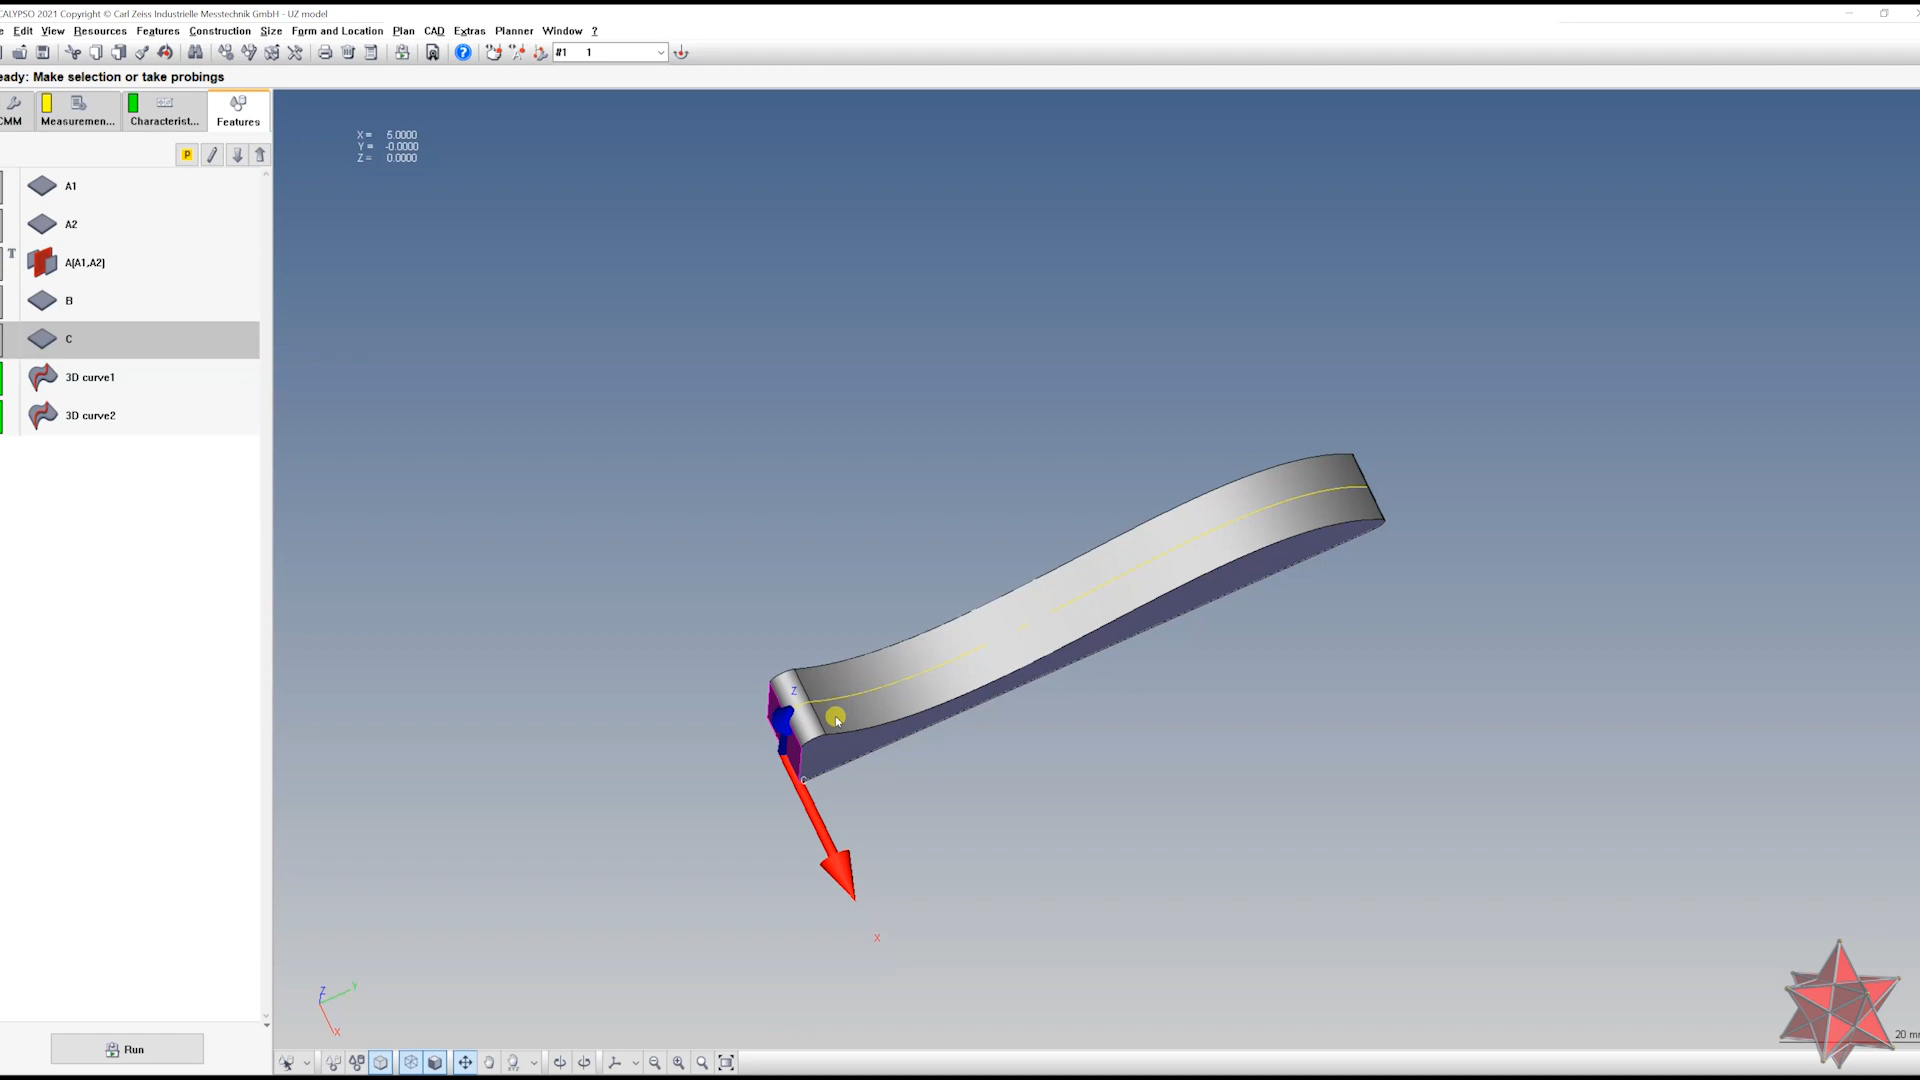 CALYPSO 2021 Copyright © Carl Zeiss Industrielle Messtechnik GmbH - UZ model
e Edit View Resources Features Construction Size Form and Location Plan CAD Extras Planner Window ?
#1 1
eady: Make selection or take probings
CMM Measuremen... Characterist... Features
P
X = 5.0000
Y = -0.0000
Z = 0.0000
A1
A2
T A(A1,A2)
B
C
3D curve1
3D curve2
Z
C
X
Z Y
X
20 m
Run
XYZ